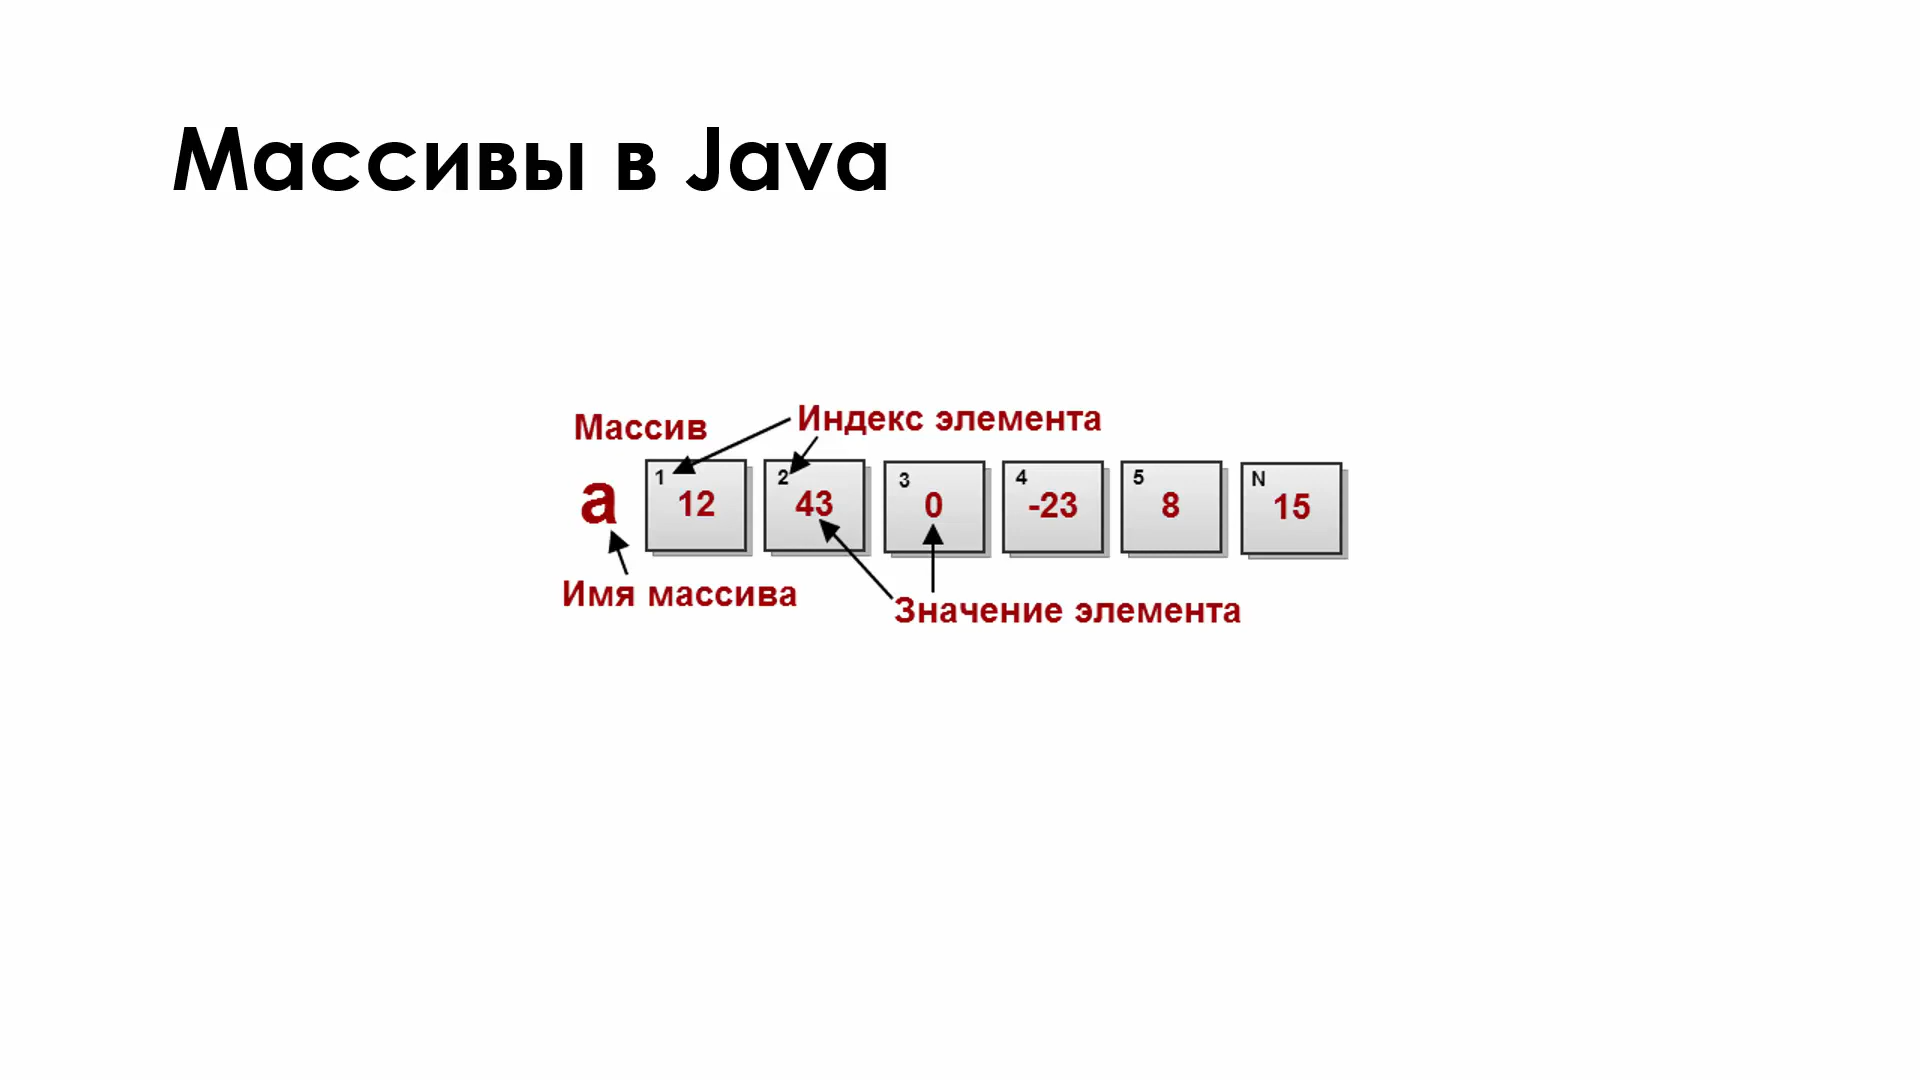 Массивы в Java
Массив
Индекс элемента
a
1
12
2
43
3
0
4
-23
5
8
N
15
Имя массива
Значение элемента